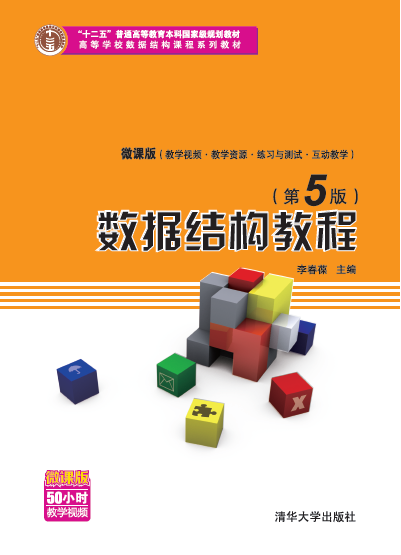 “十二五”普通高等教育本科国家级规划教材
高等学校数据结构课程系列教材
微课版（教学视频·教学资源·练习与测试·互动教学）
（第5版）
数据结构教程
李春葆 主编
微课版
50小时
教学视频
清华大学出版社